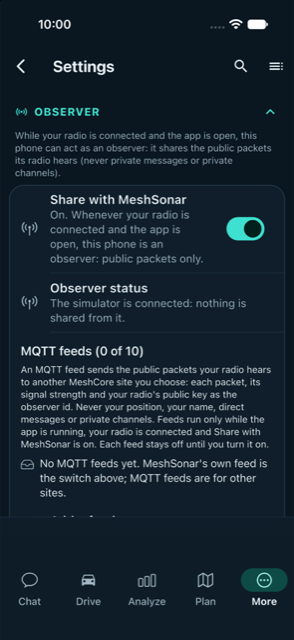 10:00
Settings
OBSERVER
While your radio is connected and the app is open, this
phone can act as an observer: it shares the public packets
its radio hears (never private messages or private
channels).
Share with MeshSonar
On. Whenever your radio is
connected and the app is
open, this phone is an
observer: public packets only.
Observer status
The simulator is connected: nothing is
shared from it.
MQTT feeds (0 of 10)
An MQTT feed sends the public packets your radio hears
to another MeshCore site you choose: each packet, its
signal strength and your radio's public key as the
observer id. Never your position, your name, direct
messages or private channels. Feeds run only while the
app is running, your radio is connected and Share with
MeshSonar is on. Each feed stays off until you turn it on.
No MQTT feeds yet. MeshSonar's own feed is
the switch above; MQTT feeds are for other
sites.
Chat
Drive
Analyze
Plan
More